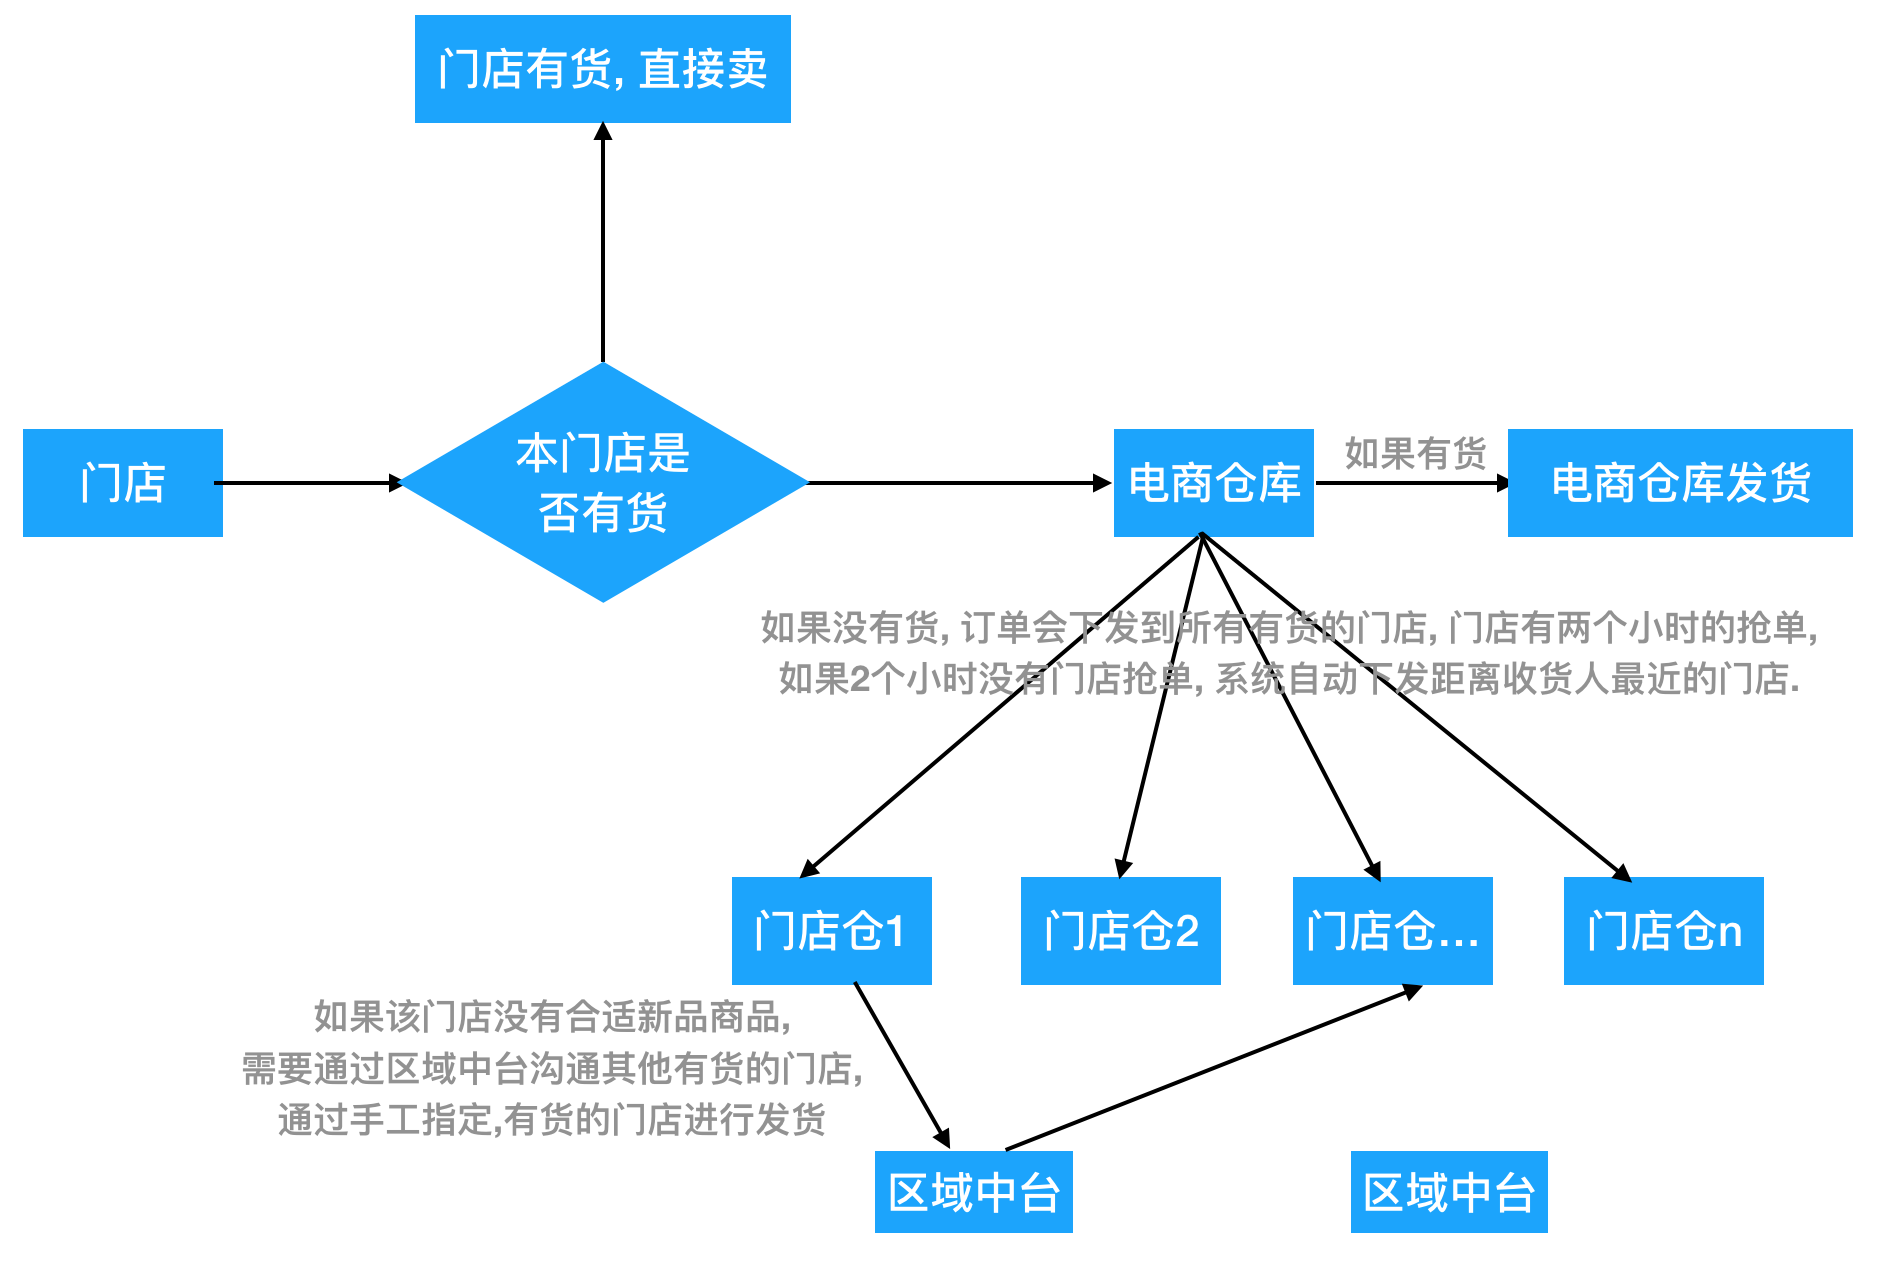 门店有货, 直接卖
门店
本门店是
否有货
电商仓库
如果有货
电商仓库发货
如果没有货, 订单会下发到所有有货的门店, 门店有两个小时的抢单,
如果2个小时没有门店抢单, 系统自动下发距离收货人最近的门店.
门店仓1
门店仓2
门店仓...
门店仓n
如果该门店没有合适新品商品,
需要通过区域中台沟通其他有货的门店,
通过手工指定,有货的门店进行发货
区域中台
区域中台